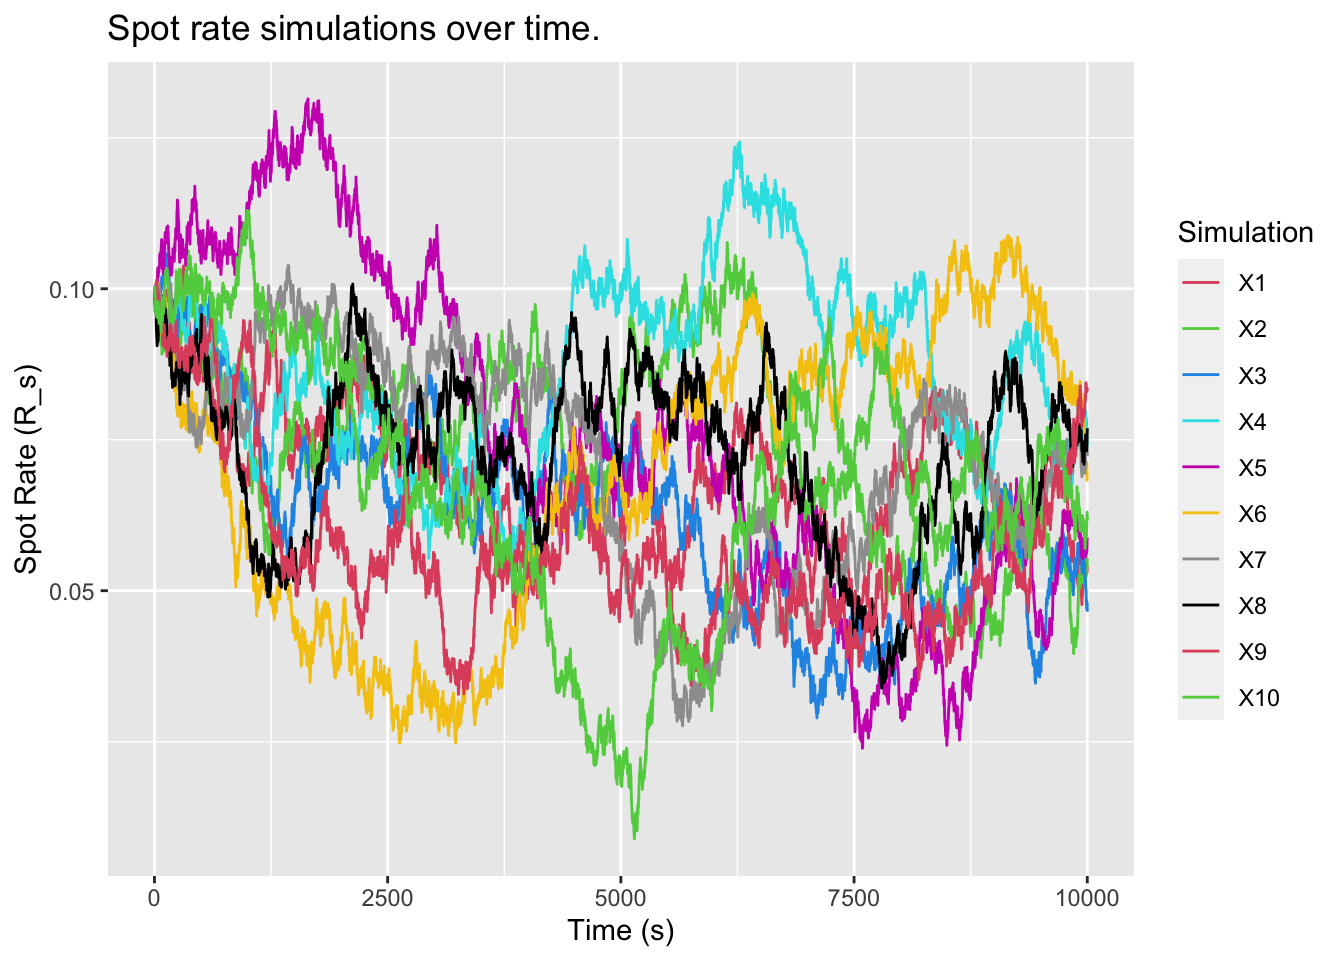 Spot rate simulations over time.
Spot Rate (R_s)
0.10
0.05
0
2500
5000
7500
10000
Time (s)
Simulation
X1
X2
X3
X4
X5
X6
X7
X8
X9
X10